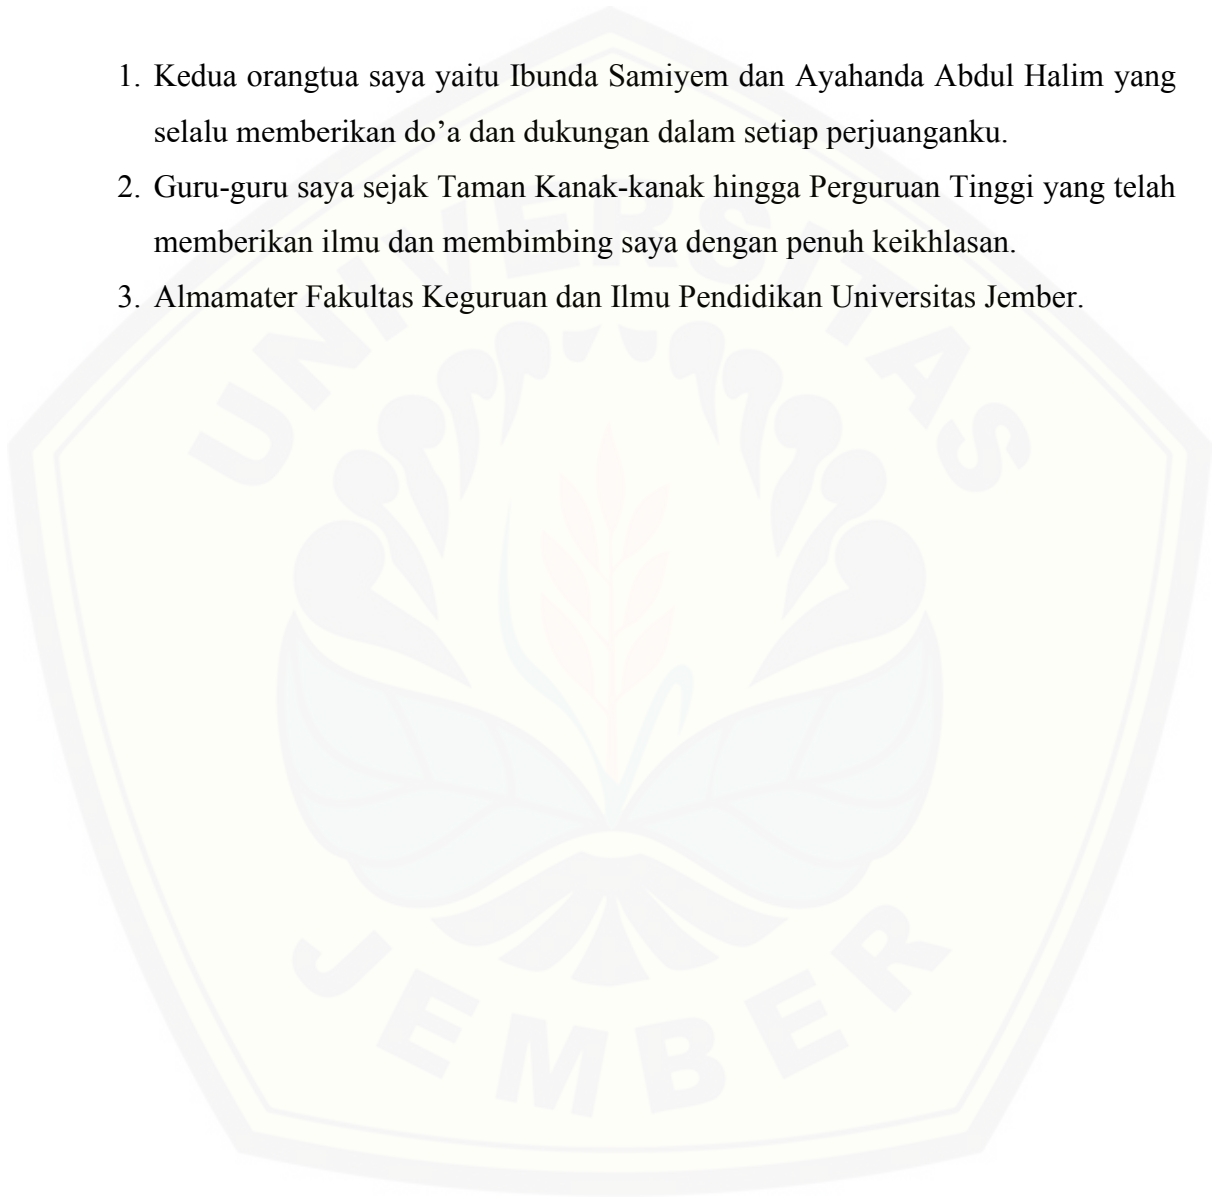 1. Kedua orangtua saya yaitu Ibunda Samiyem dan Ayahanda Abdul Halim yang
selalu memberikan do’a dan dukungan dalam setiap perjuanganku.
2. Guru-guru saya sejak Taman Kanak-kanak hingga Perguruan Tinggi yang telah
memberikan ilmu dan membimbing saya dengan penuh keikhlasan.
3. Almamater Fakultas Keguruan dan Ilmu Pendidikan Universitas Jember.
UNIVERSITAS
JEMBER